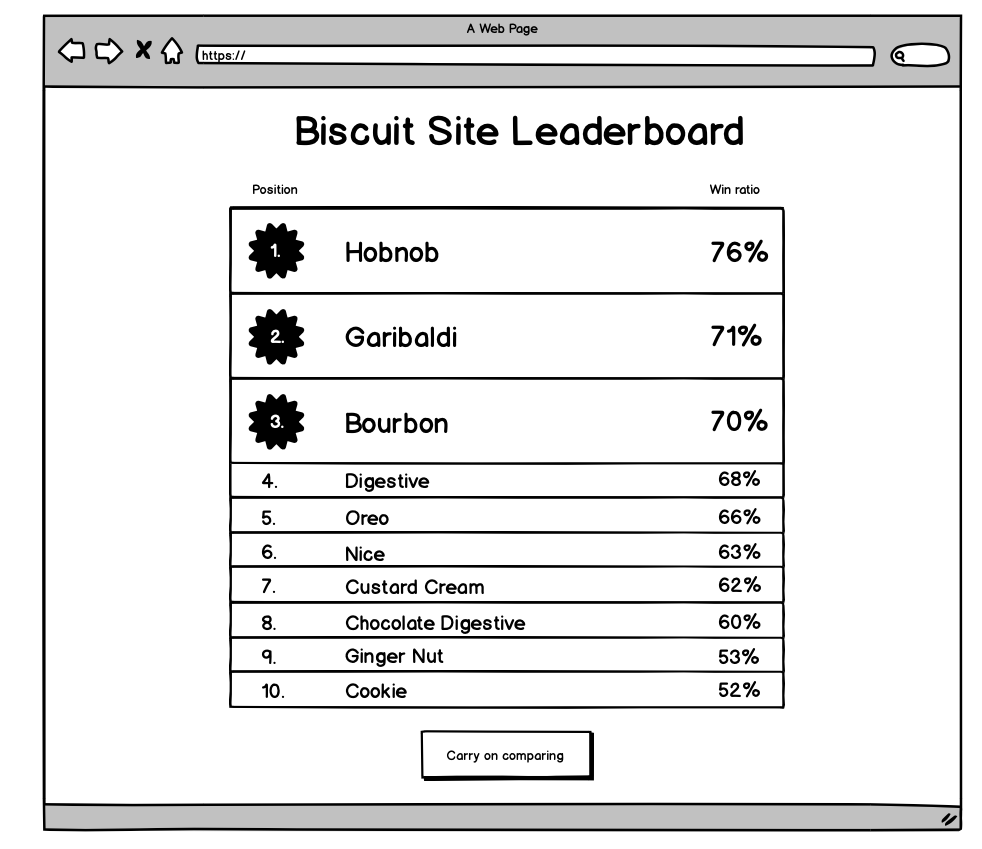 A Web Page
https://
Biscuit Site Leaderboard
Position Win ratio
1. Hobnob 76%
2. Garibaldi 71%
3. Bourbon 70%
4. Digestive 68%
5. Oreo 66%
6. Nice 63%
7. Custard Cream 62%
8. Chocolate Digestive 60%
9. Ginger Nut 53%
10. Cookie 52%
Carry on comparing